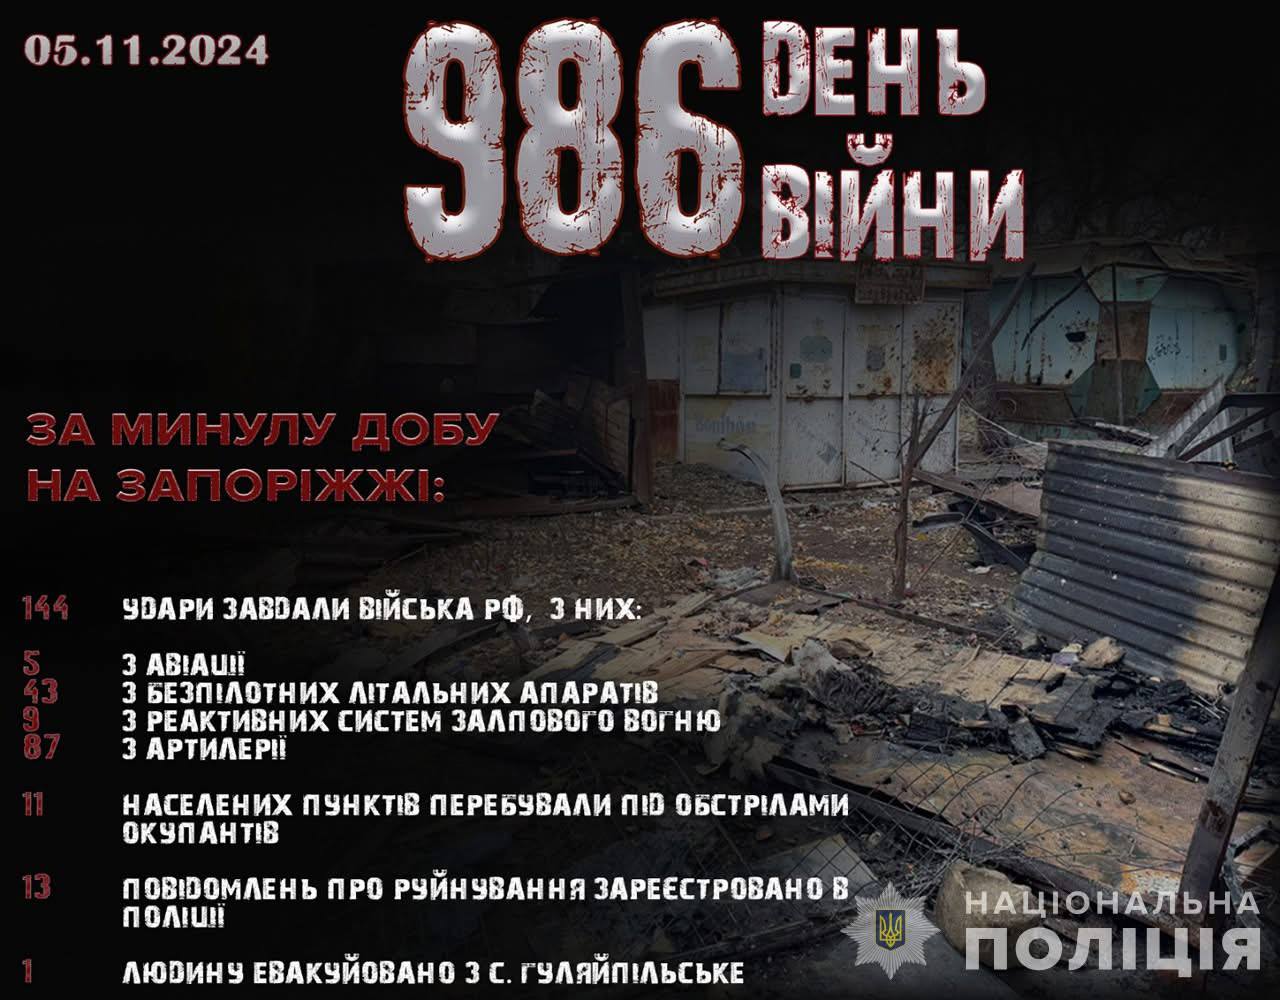 05.11.2024
986 ДЕНЬ
ВІЙНИ
ЗА МИНУЛУ ДОБУ
НА ЗАПОРІЖЖІ:
144 УДАРИ ЗАВДАЛИ ВІЙСЬКА РФ, З НИХ:
5 З АВІАЦІЇ
43 З БЕЗПІЛОТНИХ ЛІТАЛЬНИХ АПАРАТІВ
9 З РЕАКТИВНИХ СИСТЕМ ЗАЛПОВОГО ВОГНЮ
87 З АРТИЛЕРІЇ
11 НАСЕЛЕНИХ ПУНКТІВ ПЕРЕБУВАЛИ ПІД ОБСТРІЛАМИ
ОКУПАНТІВ
13 ПОВІДОМЛЕНЬ ПРО РУЙНУВАННЯ ЗАРЕЄСТРОВАНО В
ПОЛІЦІЇ
1 ЛЮДИНУ ЕВАКУЙОВАНО З С. ГУЛЯЙПІЛЬСЬКЕ
НАЦІОНАЛЬНА
ПОЛІЦІЯ